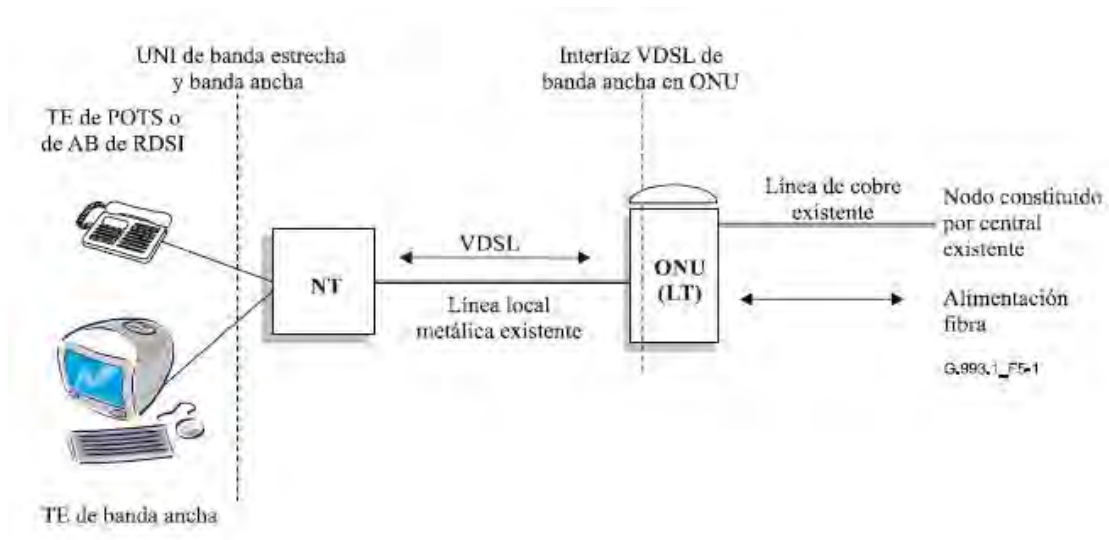 UNI de banda estrecha
y banda ancha
Interfaz VDSL de
banda ancha en ONU
TE de POTS o
de AB de RDSI
Línea de cobre
existente
Nodo constituido
por central
existente
VDSL
NT
ONU
(LT)
Línea local
metálica existente
Alimentación
fibra
G.993.1_F5-1
TE de banda ancha